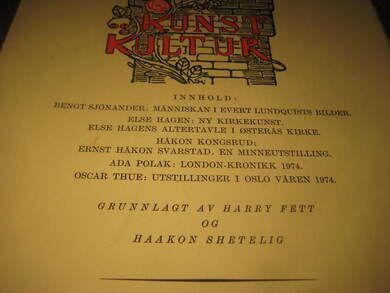 KUNST
OG
KULTUR
INNHOLD:
BENGT SJONANDER: MÄNNISKAN I EVERT LUNDQUISTS BILDER.
ELSE HAGEN: NY KIRKEKUNST.
ELSE HAGENS ALTERTAVLE I ØSTERÅS KIRKE.
HÅKON KONGSRUD:
ERNST HÅKON SVARSTAD. EN MINNEUTSTILLING.
ADA POLAK: LONDON-KRONIKK 1974.
OSCAR THUE: UTSTILLINGER I OSLO VÅREN 1974.
GRUNNLAGT AV HARRY FETT
OG
HAAKON SHETELIG